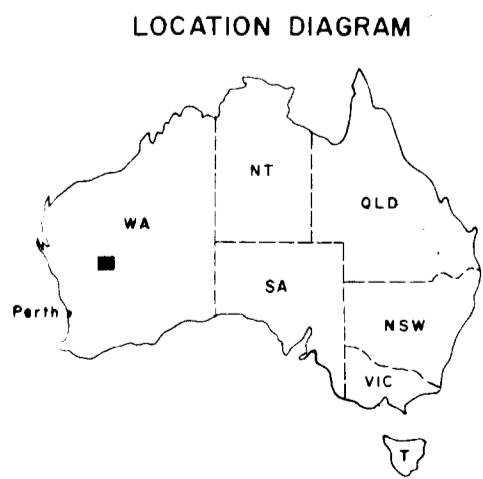 LOCATION DIAGRAM
NT
QLD
WA
SA
Perth
NSW
VIC
T